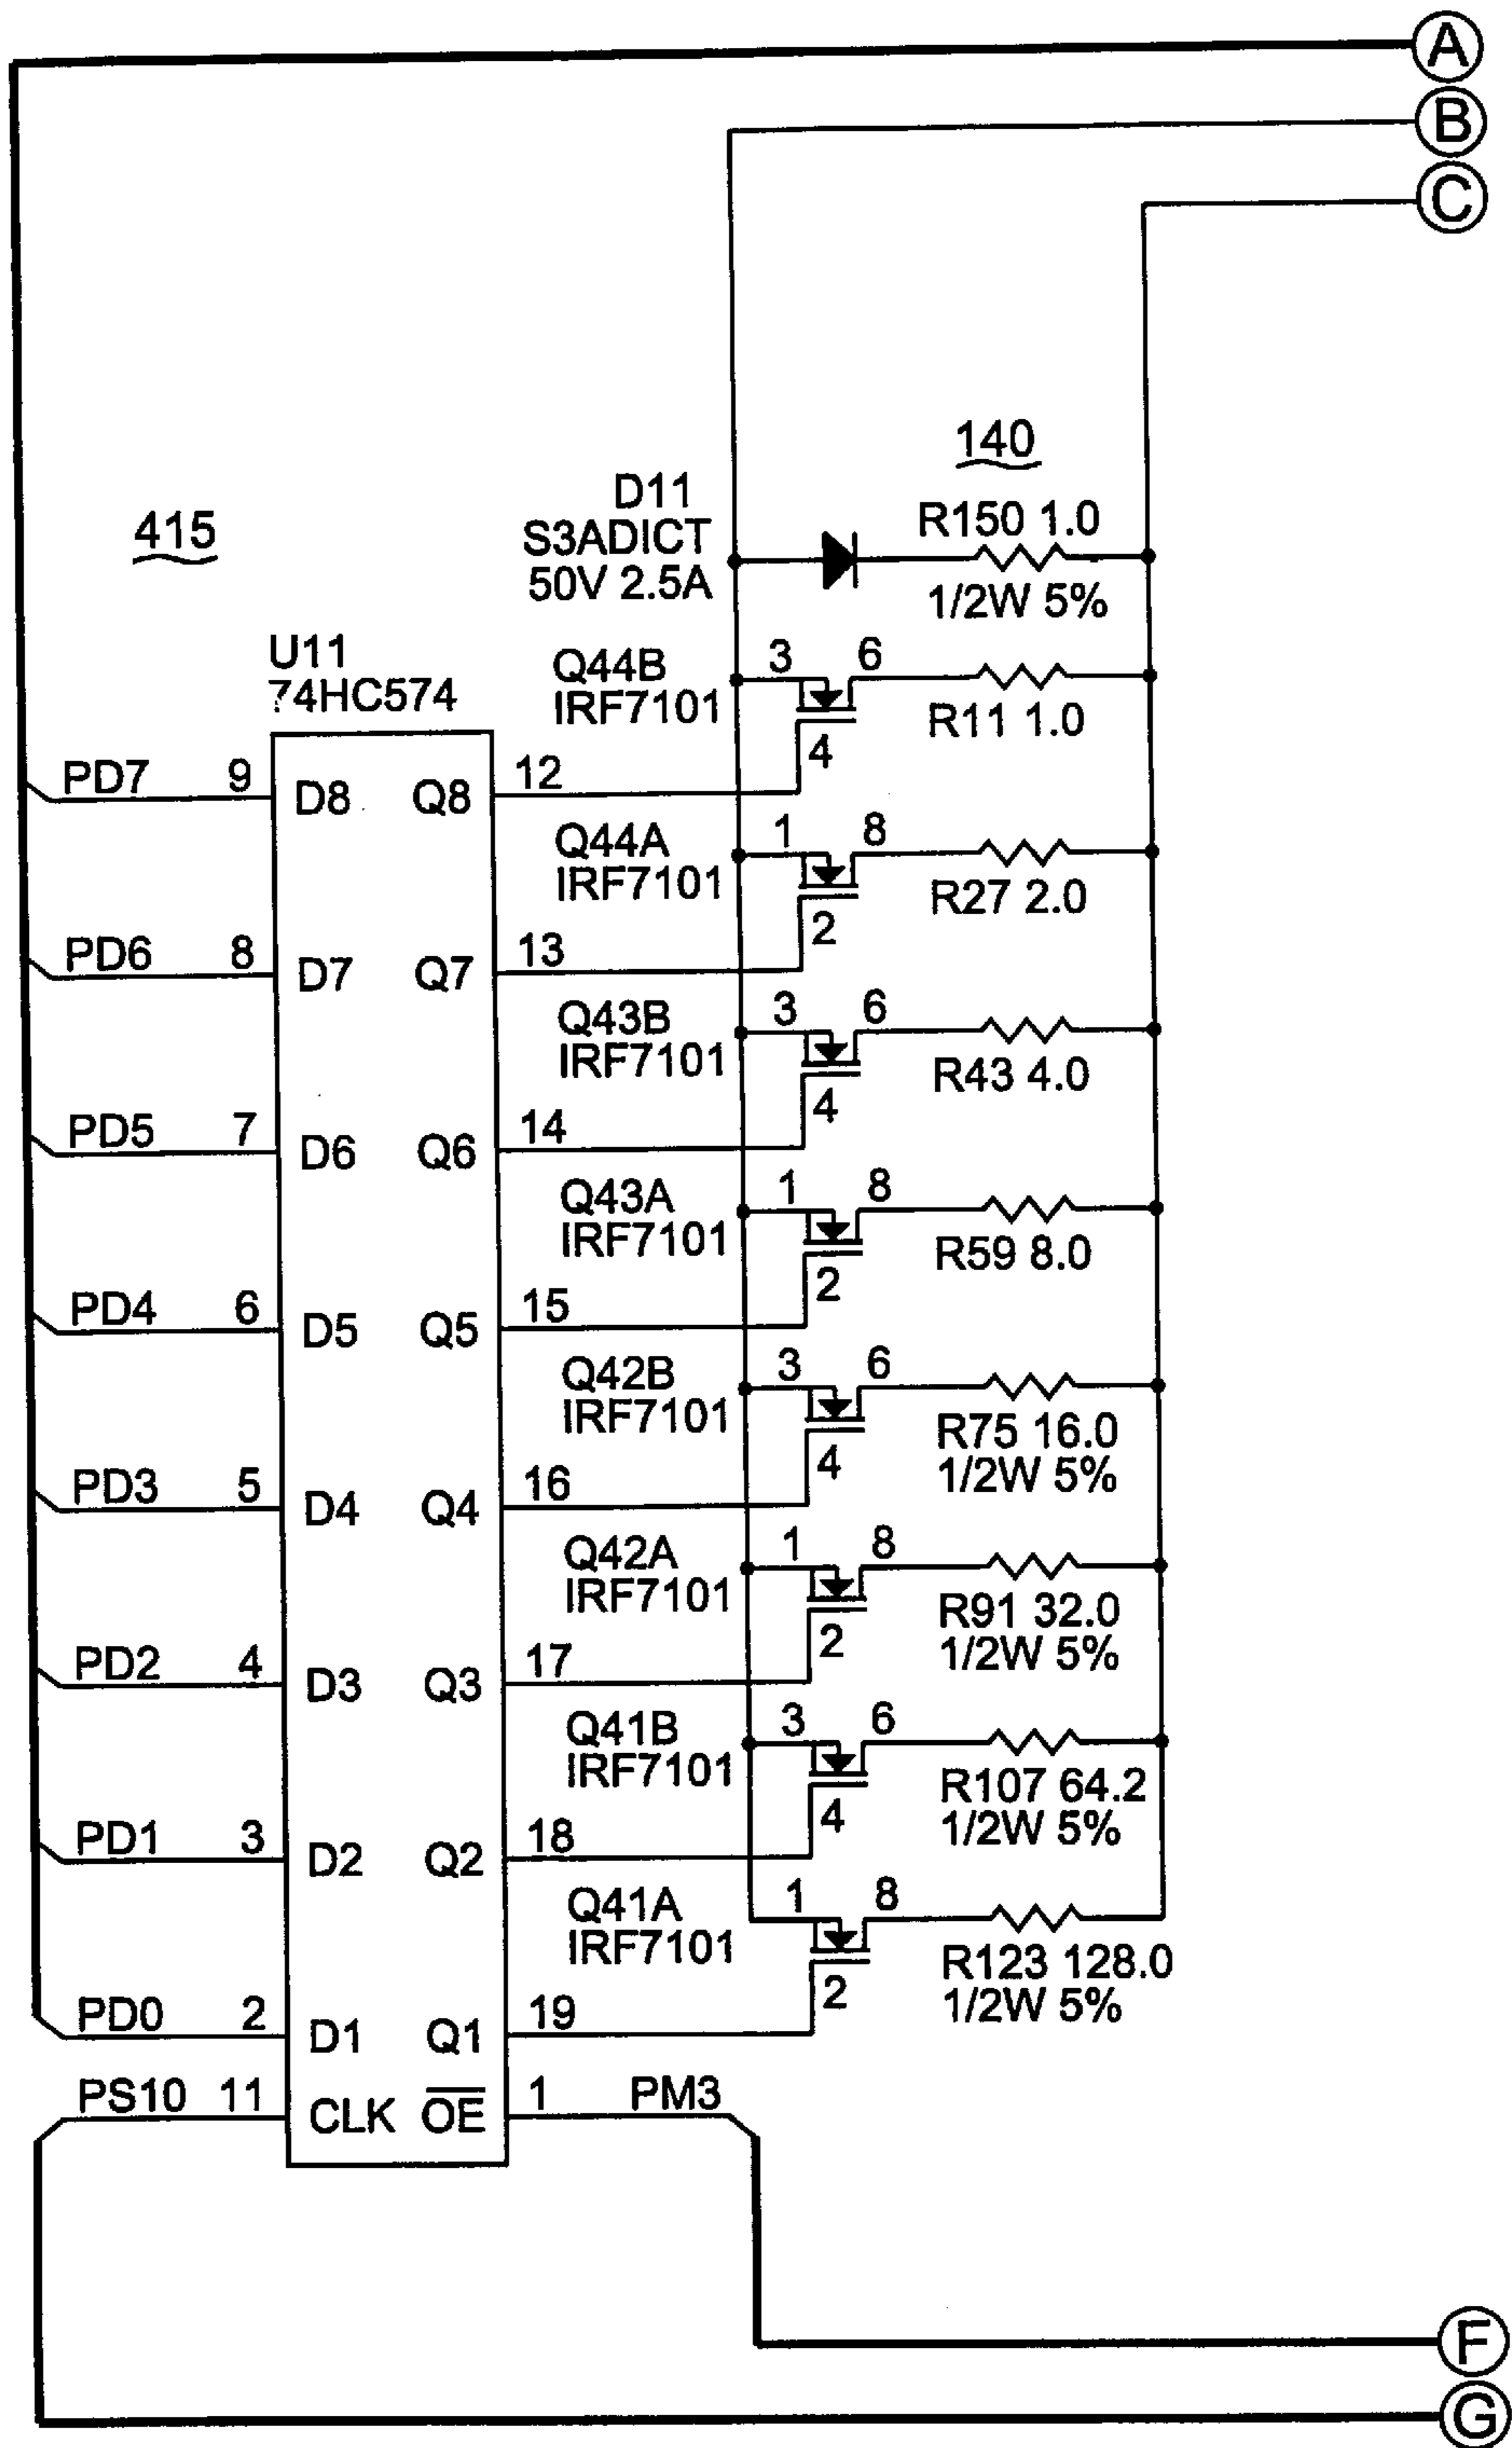 A
B
C
140
415
D11
S3ADICT
50V 2.5A
R150 1.0
1/2W 5%
U11
74HC574
Q44B
IRF7101
3 6
4
R11 1.0
PD7 9 D8 Q8 12
Q44A
IRF7101
1 8
2
R27 2.0
PD6 8 D7 Q7 13
Q43B
IRF7101
3 6
4
R43 4.0
PD5 7 D6 Q6 14
Q43A
IRF7101
1 8
2
R59 8.0
PD4 6 D5 Q5 15
Q42B
IRF7101
3 6
4
R75 16.0
1/2W 5%
PD3 5 D4 Q4 16
Q42A
IRF7101
1 8
2
R91 32.0
1/2W 5%
PD2 4 D3 Q3 17
Q41B
IRF7101
3 6
4
R107 64.2
1/2W 5%
PD1 3 D2 Q2 18
Q41A
IRF7101
1 8
2
R123 128.0
1/2W 5%
PD0 2 D1 Q1 19
PS10 11 CLK OE 1 PM3
F
G